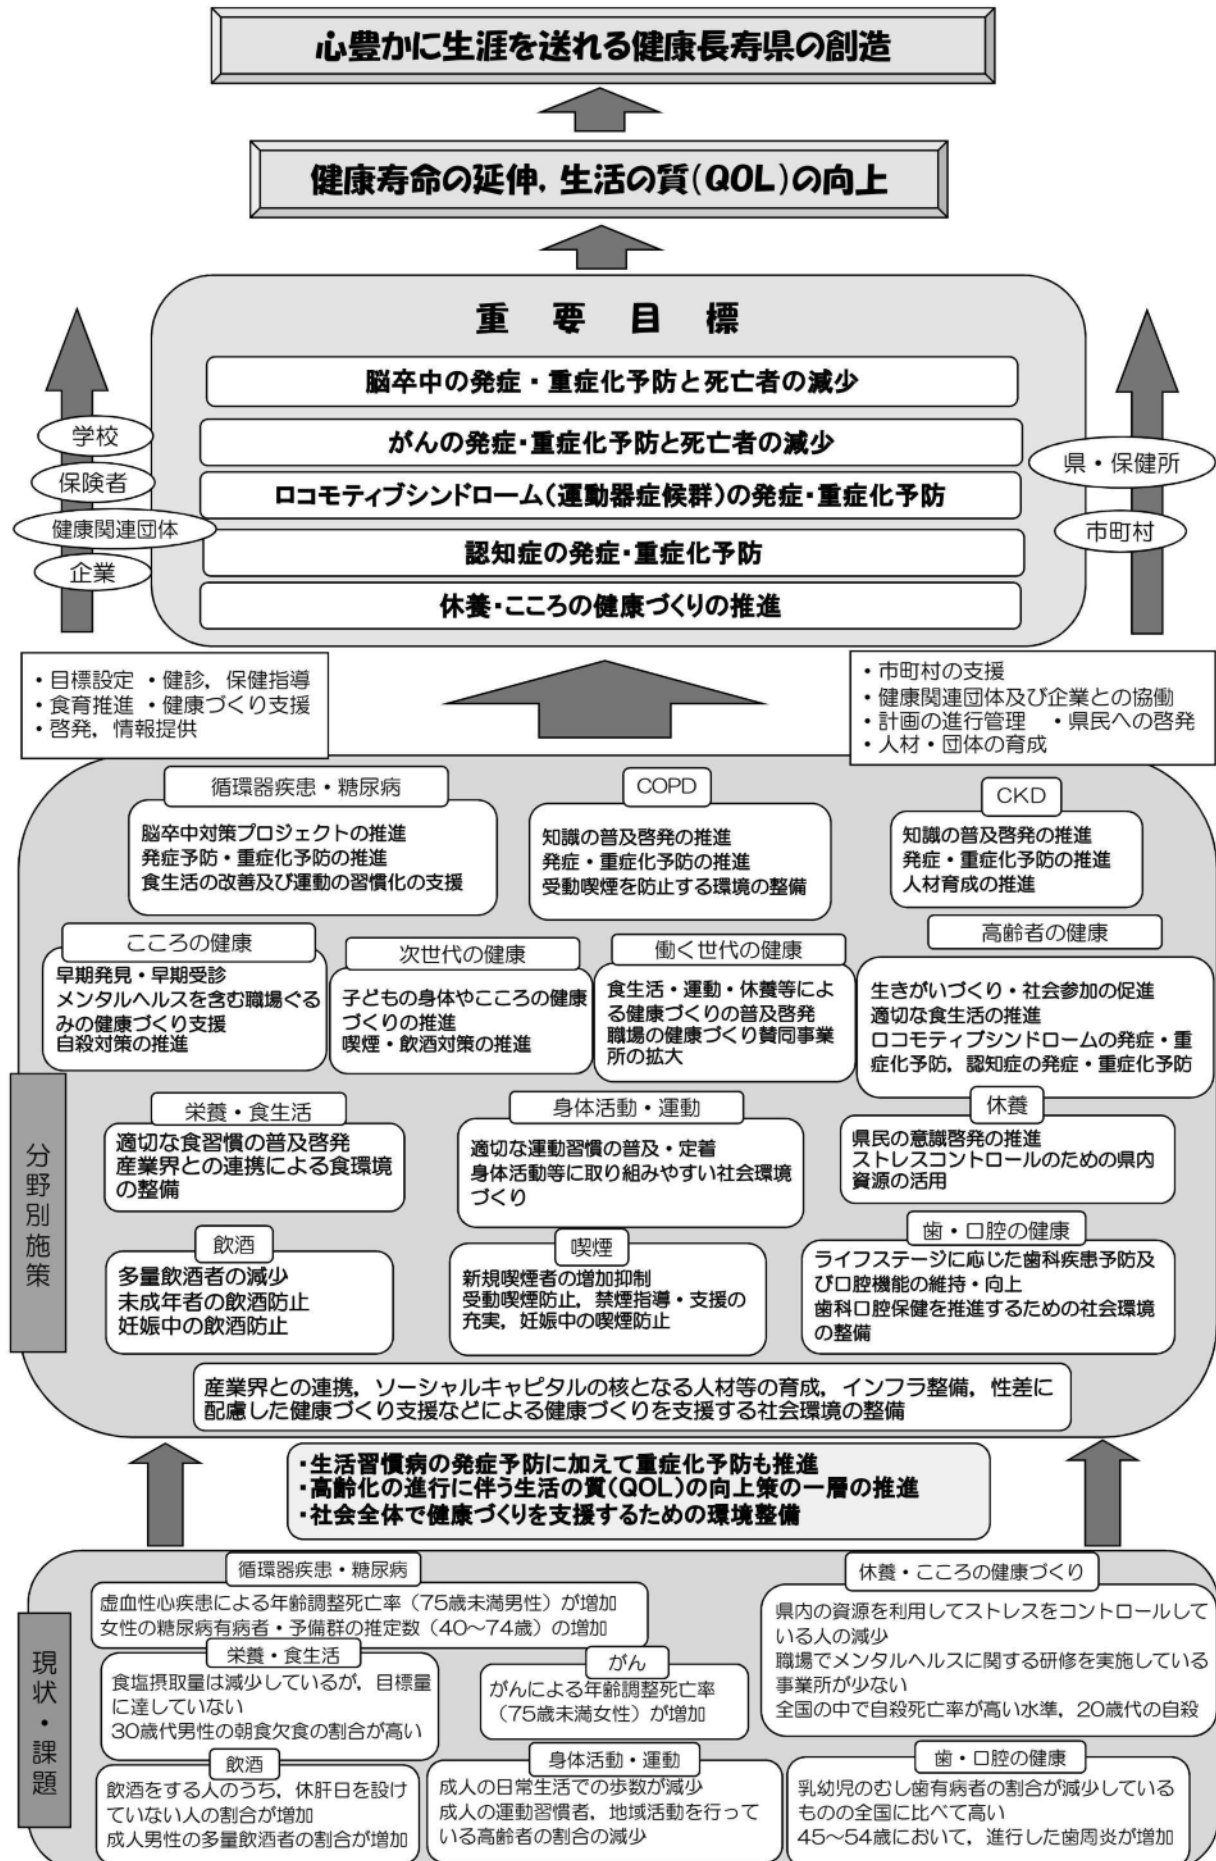 心豊かに生涯を送れる健康長寿県の創造
健康寿命の延伸，生活の質(QOL)の向上
重要目標
脳卒中の発症・重症化予防と死亡者の減少
がんの発症・重症化予防と死亡者の減少
ロコモティブシンドローム(運動器症候群)の発症・重症化予防
認知症の発症・重症化予防
休養・こころの健康づくりの推進
学校
保険者
健康関連団体
企業
県・保健所
市町村
・目標設定 ・健診，保健指導
・食育推進 ・健康づくり支援
・啓発，情報提供
・市町村の支援
・健康関連団体及び企業との協働
・計画の進行管理 ・県民への啓発
・人材・団体の育成
分野別施策
循環器疾患・糖尿病
脳卒中対策プロジェクトの推進
発症予防・重症化予防の推進
食生活の改善及び運動の習慣化の支援
COPD
知識の普及啓発の推進
発症・重症化予防の推進
受動喫煙を防止する環境の整備
CKD
知識の普及啓発の推進
発症・重症化予防の推進
人材育成の推進
こころの健康
早期発見・早期受診
メンタルヘルスを含む職場ぐる
みの健康づくり支援
自殺対策の推進
次世代の健康
子どもの身体やこころの健康
づくりの推進
喫煙・飲酒対策の推進
働く世代の健康
食生活・運動・休養等によ
る健康づくりの普及啓発
職場の健康づくり賛同事業
所の拡大
高齢者の健康
生きがいづくり・社会参加の促進
適切な食生活の推進
ロコモティブシンドロームの発症・重
症化予防，認知症の発症・重症化予防
栄養・食生活
適切な食習慣の普及啓発
産業界との連携による食環境
の整備
身体活動・運動
適切な運動習慣の普及・定着
身体活動等に取り組みやすい社会環境
づくり
休養
県民の意識啓発の推進
ストレスコントロールのための県内
資源の活用
飲酒
多量飲酒者の減少
未成年者の飲酒防止
妊娠中の飲酒防止
喫煙
新規喫煙者の増加抑制
受動喫煙防止，禁煙指導・支援の
充実，妊娠中の喫煙防止
歯・口腔の健康
ライフステージに応じた歯科疾患予防及
び口腔機能の維持・向上
歯科口腔保健を推進するための社会環境
の整備
産業界との連携，ソーシャルキャピタルの核となる人材等の育成，インフラ整備，性差に
配慮した健康づくり支援などによる健康づくりを支援する社会環境の整備
・生活習慣病の発症予防に加えて重症化予防も推進
・高齢化の進行に伴う生活の質(QOL)の向上策の一層の推進
・社会全体で健康づくりを支援するための環境整備
現状・課題
循環器疾患・糖尿病
虚血性心疾患による年齢調整死亡率（75歳未満男性）が増加
女性の糖尿病有病者・予備群の推定数（40～74歳）の増加
休養・こころの健康づくり
県内の資源を利用してストレスをコントロールして
いる人の減少
職場でメンタルヘルスに関する研修を実施している
事業所が少ない
全国の中で自殺死亡率が高い水準，20歳代の自殺
栄養・食生活
食塩摂取量は減少しているが，目標量
に達していない
30歳代男性の朝食欠食の割合が高い
がん
がんによる年齢調整死亡率
（75歳未満女性）が増加
飲酒
飲酒をする人のうち，休肝日を設け
ていない人の割合が増加
成人男性の多量飲酒者の割合が増加
身体活動・運動
成人の日常生活での歩数が減少
成人の運動習慣者，地域活動を行って
いる高齢者の割合の減少
歯・口腔の健康
乳幼児のむし歯有病者の割合が減少している
ものの全国に比べて高い
45～54歳において，進行した歯周炎が増加